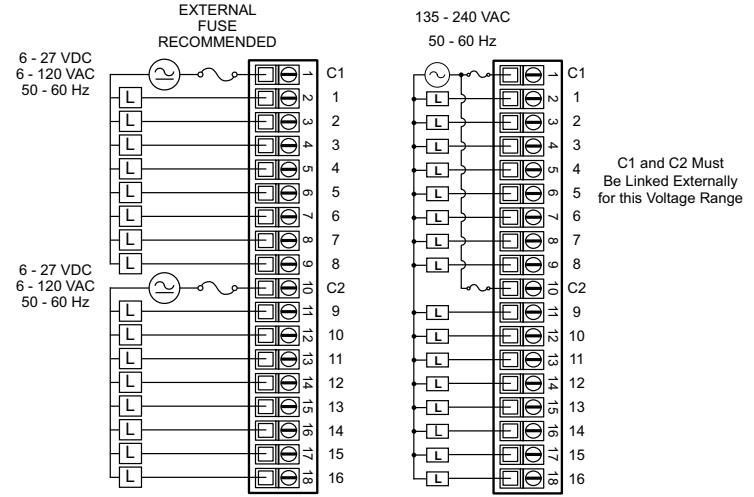 EXTERNAL
FUSE
RECOMMENDED
6 - 27 VDC
6 - 120 VAC
50 - 60 Hz
1 C1
L 2 1
L 3 2
L 4 3
L 5 4
L 6 5
L 7 6
L 8 7
L 9 8
6 - 27 VDC
6 - 120 VAC
50 - 60 Hz
10 C2
L 11 9
L 12 10
L 13 11
L 14 12
L 15 13
L 16 14
L 17 15
L 18 16
135 - 240 VAC
50 - 60 Hz
1 C1
L 2 1
L 3 2
L 4 3
L 5 4
L 6 5
L 7 6
L 8 7
L 9 8
10 C2
L 11 9
L 12 10
L 13 11
L 14 12
L 15 13
L 16 14
L 17 15
L 18 16
C1 and C2 Must
Be Linked Externally
for this Voltage Range